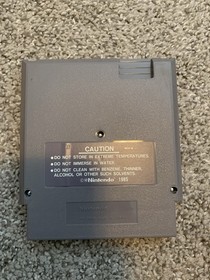 CAUTION
● DO NOT STORE IN EXTREME TEMPERATURES.
● DO NOT IMMERSE IN WATER.
● DO NOT CLEAN WITH BENZENE, THINNER,
ALCOHOL OR OTHER SUCH SOLVENTS.
Nintendo 1985